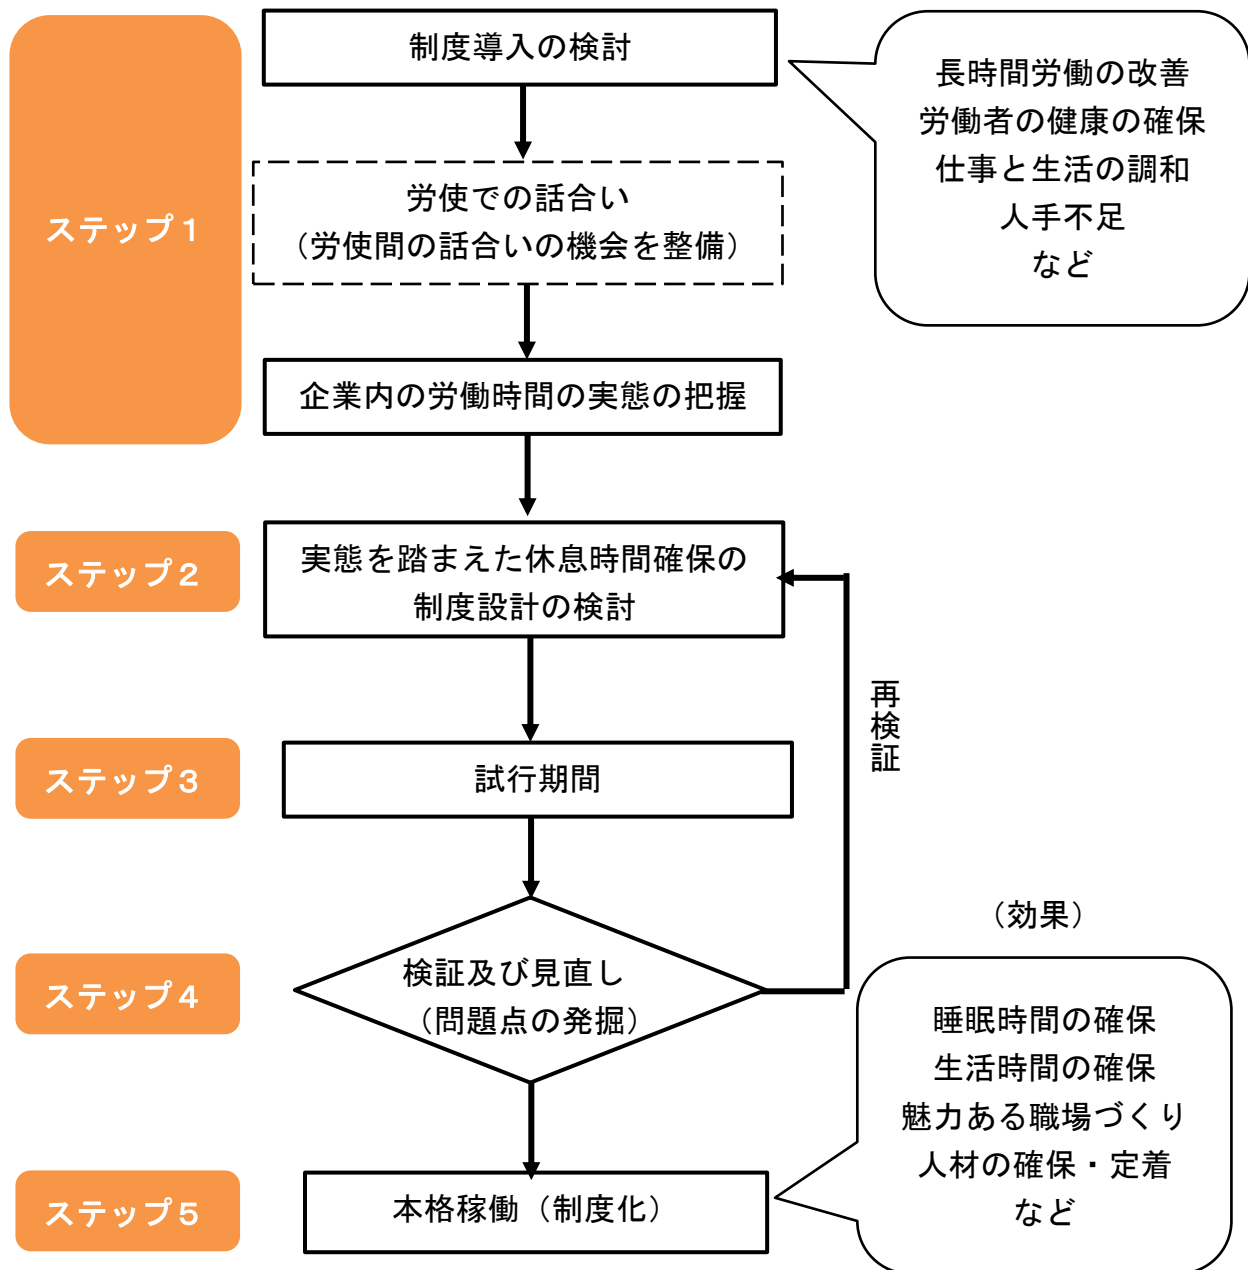 ステップ１
制度導入の検討
長時間労働の改善
労働者の健康の確保
仕事と生活の調和
人手不足
など
労使での話合い
（労使間の話合いの機会を整備）
企業内の労働時間の実態の把握
ステップ２
実態を踏まえた休息時間確保の
制度設計の検討
再検証
ステップ３
試行期間
ステップ４
検証及び見直し
（問題点の発掘）
（効果）
睡眠時間の確保
生活時間の確保
魅力ある職場づくり
人材の確保・定着
など
ステップ５
本格稼働（制度化）